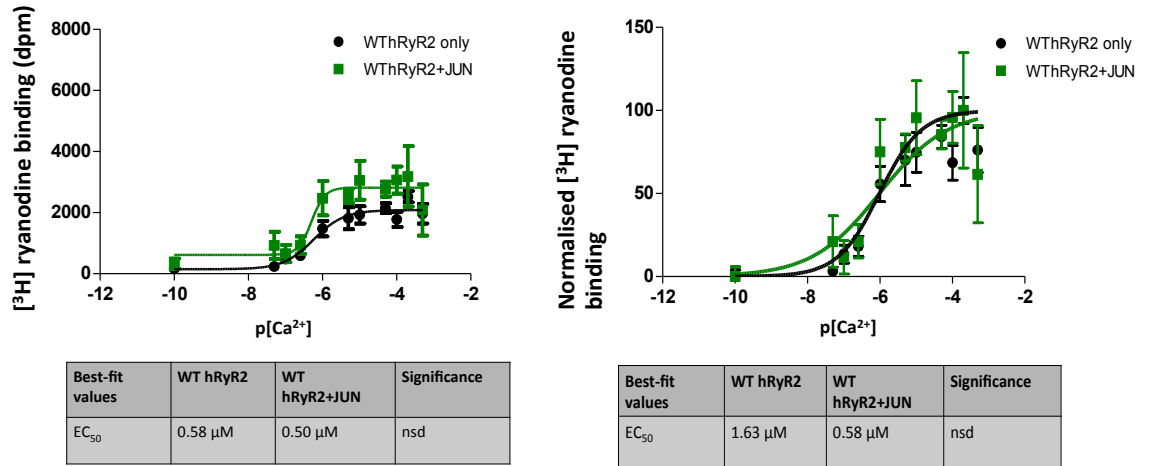 [³H] ryanodine binding (dpm)
8000
6000
4000
2000
0
-12 -10 -8 -6 -4 -2
p[Ca²⁺]
WThRyR2 only
WThRyR2+JUN
Normalised [³H] ryanodine
binding
150
100
50
0
-12 -10 -8 -6 -4 -2
p[Ca²⁺]
WThRyR2 only
WThRyR2+JUN
Best-fit values WT hRyR2 WT hRyR2+JUN Significance
EC₅₀ 0.58 µM 0.50 µM nsd
Best-fit values WT hRyR2 WT hRyR2+JUN Significance
EC₅₀ 1.63 µM 0.58 µM nsd